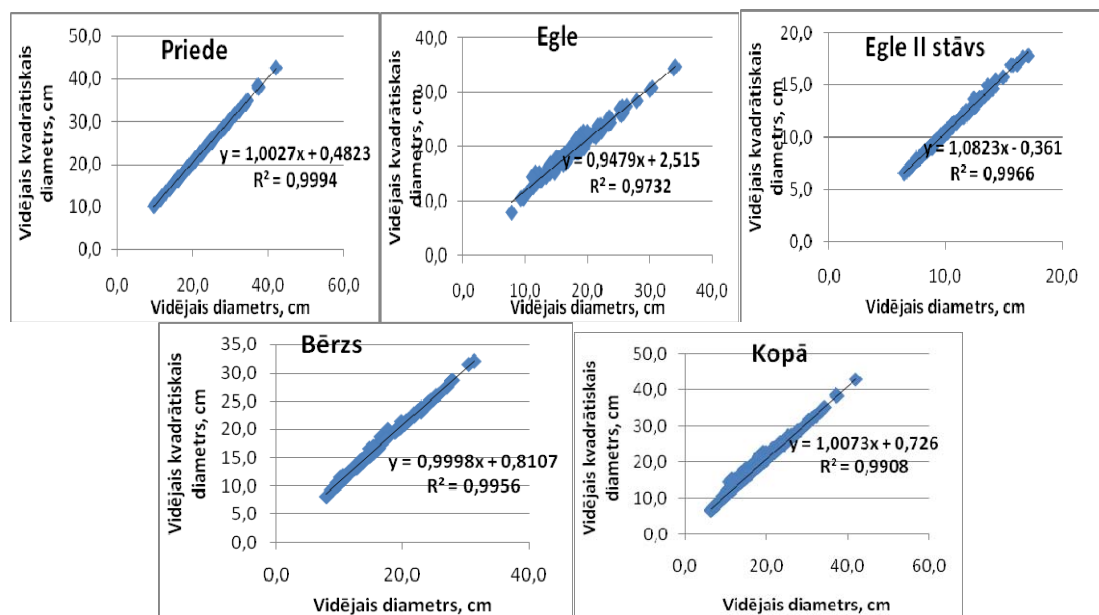 Priede
Vidējais kvadrātiskais
diametrs, cm
50,0
40,0
30,0
20,0
10,0
0,0
y = 1,0027x + 0,4823
R² = 0,9994
0,0 20,0 40,0 60,0
Vidējais diametrs, cm
Egle
Vidējais kvadrātiskais
diametrs, cm
40,0
30,0
20,0
10,0
0,0
y = 0,9479x + 2,515
R² = 0,9732
0,0 10,0 20,0 30,0 40,0
Vidējais diametrs, cm
Egle II stāvs
Vidējais kvadrātiskais
diametrs, cm
20,0
15,0
10,0
5,0
0,0
y = 1,0823x - 0,361
R² = 0,9966
0,0 10,0 20,0
Vidējais diametrs, cm
Bērzs
Vidējais kvadrātiskais
diametrs, cm
35,0
30,0
25,0
20,0
15,0
10,0
5,0
0,0
y = 0,9998x + 0,8107
R² = 0,9956
0,0 20,0 40,0
Vidējais diametrs, cm
Kopā
Vidējais kvadrātiskais
diametrs, cm
50,0
40,0
30,0
20,0
10,0
0,0
y = 1,0073x + 0,726
R² = 0,9908
0,0 20,0 40,0 60,0
Vidējais diametrs, cm